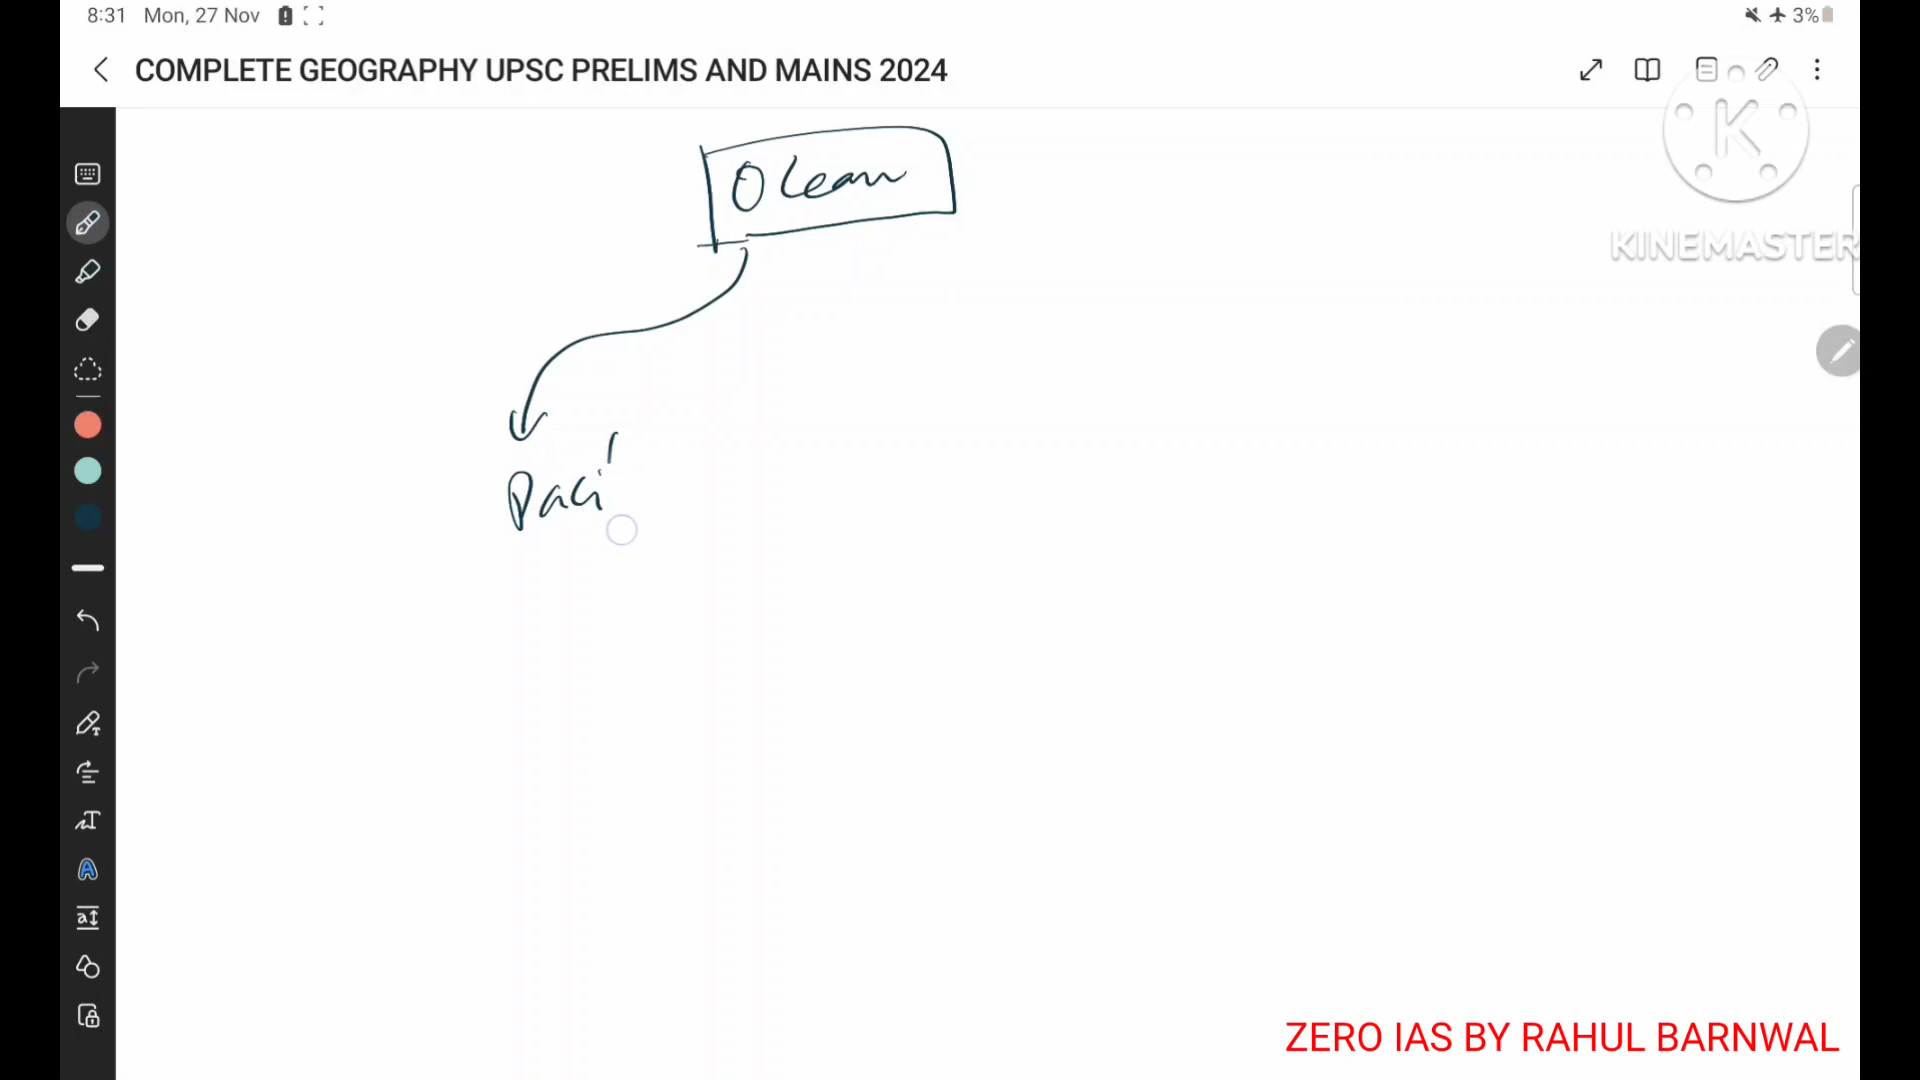 8:31 Mon, 27 Nov 3%
COMPLETE GEOGRAPHY UPSC PRELIMS AND MAINS 2024
K
KINEMASTER
Ocean
Paci
ZERO IAS BY RAHUL BARNWAL